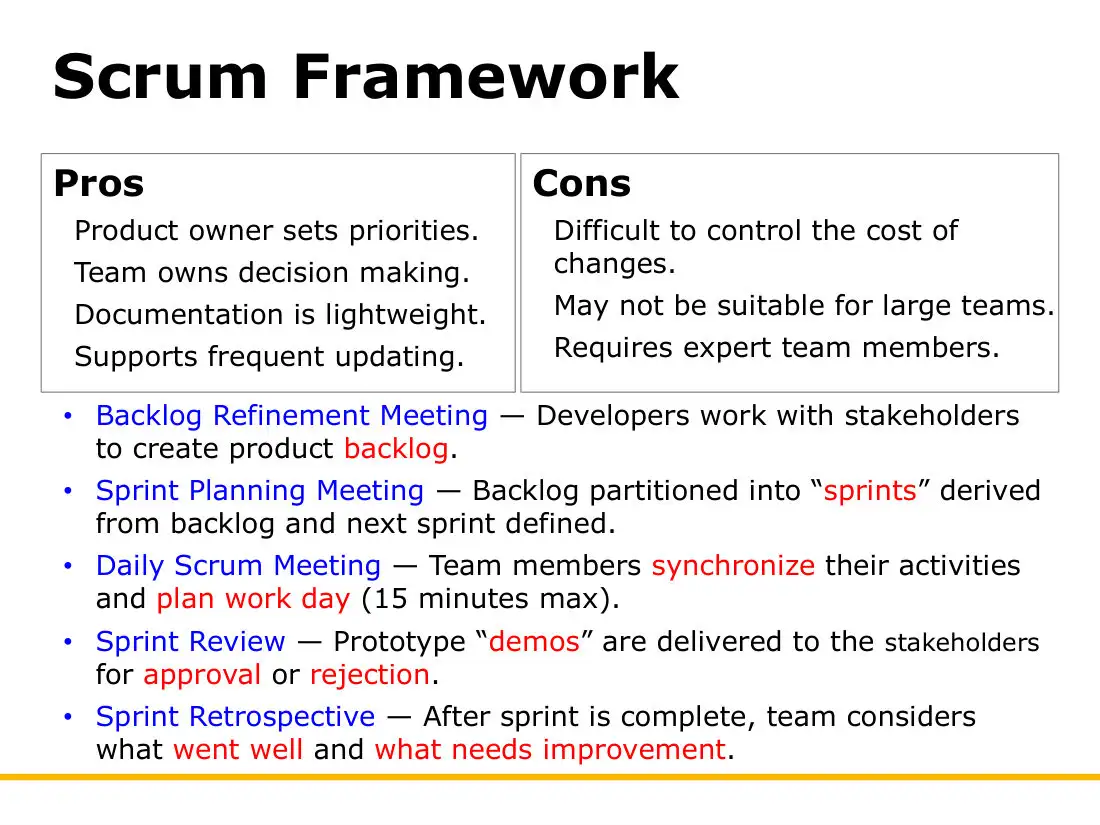 Scrum Framework
Pros
Product owner sets priorities.
Team owns decision making.
Documentation is lightweight.
Supports frequent updating.
Cons
Difficult to control the cost of
changes.
May not be suitable for large teams.
Requires expert team members.
• Backlog Refinement Meeting — Developers work with stakeholders
to create product backlog.
• Sprint Planning Meeting — Backlog partitioned into “sprints” derived
from backlog and next sprint defined.
• Daily Scrum Meeting — Team members synchronize their activities
and plan work day (15 minutes max).
• Sprint Review — Prototype “demos” are delivered to the stakeholders
for approval or rejection.
• Sprint Retrospective — After sprint is complete, team considers
what went well and what needs improvement.